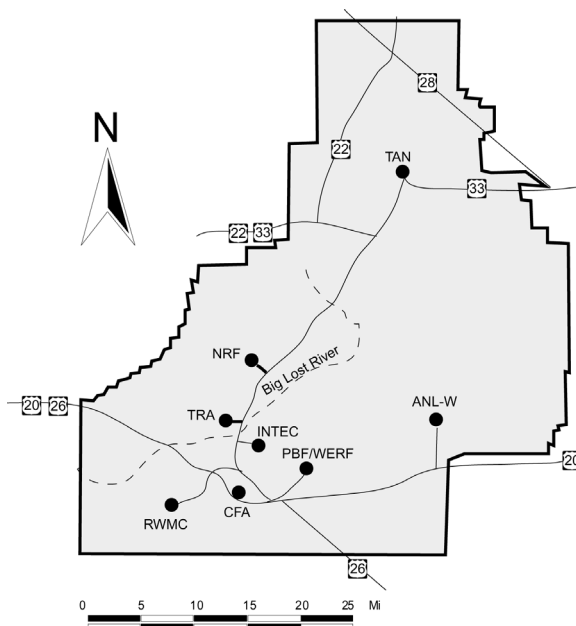 28
N
22
TAN
33
22 33
NRF
Big Lost River
20 26
TRA
ANL-W
INTEC
PBF/WERF
20
RWMC
CFA
26
0 5 10 15 20 25 Mi